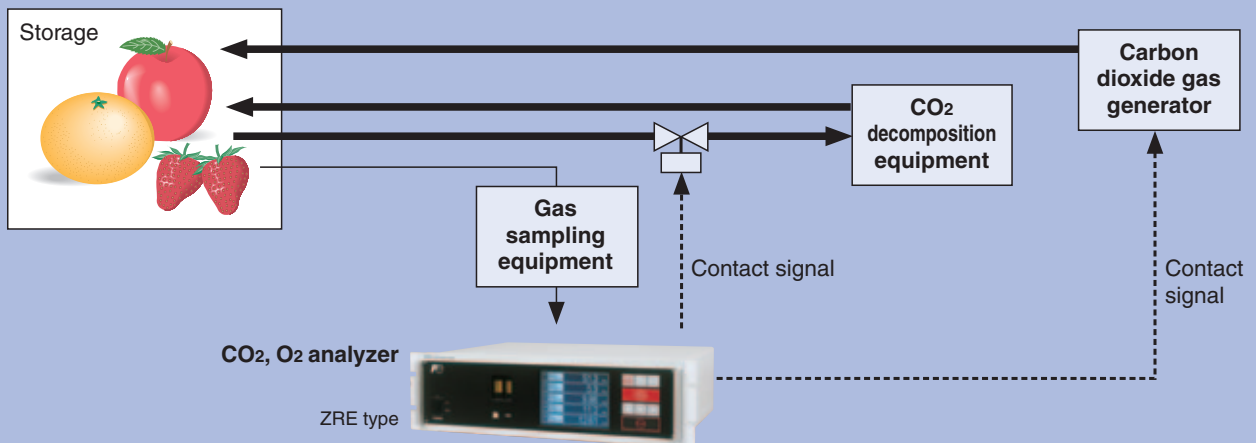 Storage
Carbon
dioxide gas
generator
CO2
decomposition
equipment
Gas
sampling
equipment
Contact signal
Contact
signal
CO2, O2 analyzer
ZRE type